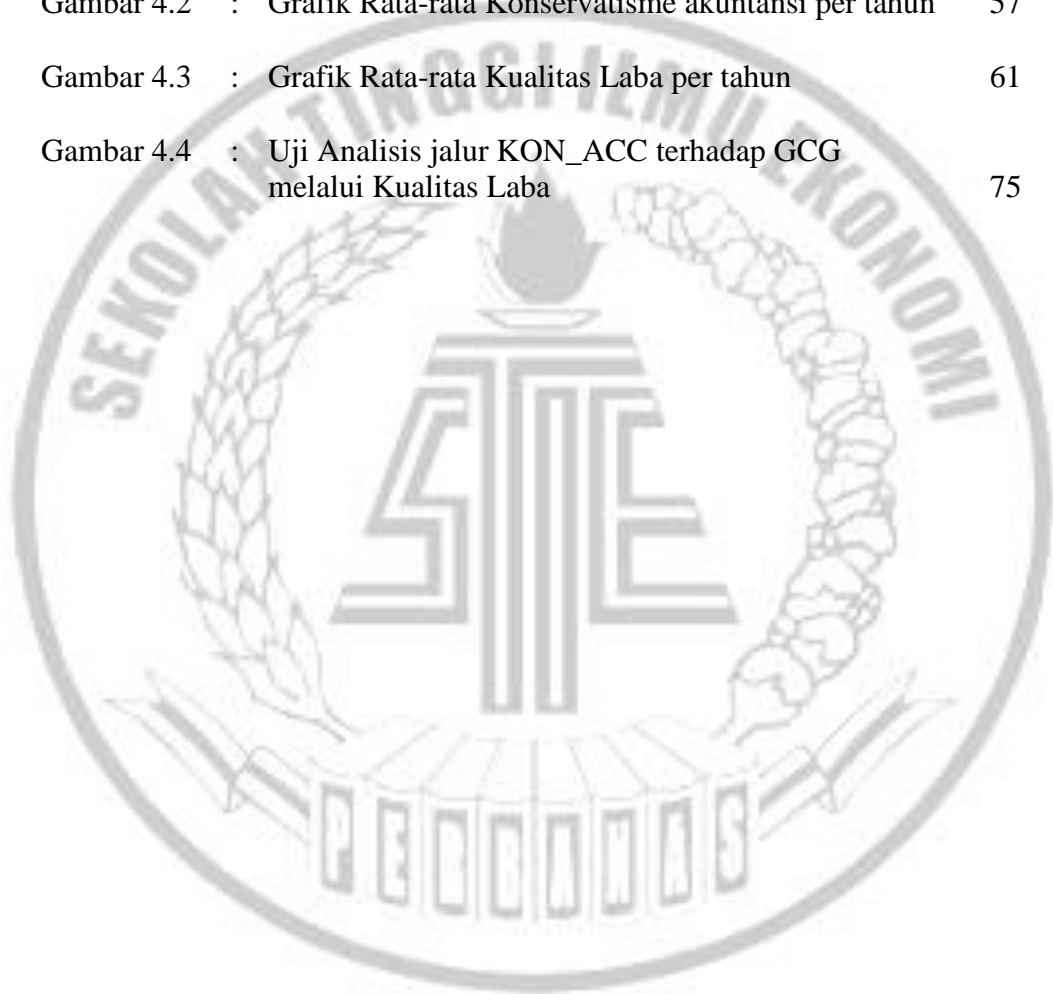 Gambar 4.2 : Grafik Rata-rata Konservatisme akuntansi per tahun 57
Gambar 4.3 : Grafik Rata-rata Kualitas Laba per tahun 61
Gambar 4.4 : Uji Analisis jalur KON_ACC terhadap GCG
melalui Kualitas Laba 75
SEKOLAH TINGGI ILMU EKONOMI
STIE
PERBANAS